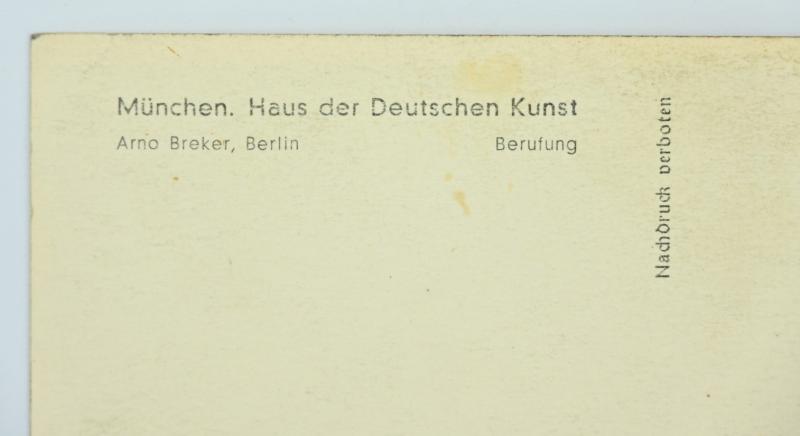 München. Haus der Deutschen Kunst
Arno Breker, Berlin Berufung
Nachdruck verboten